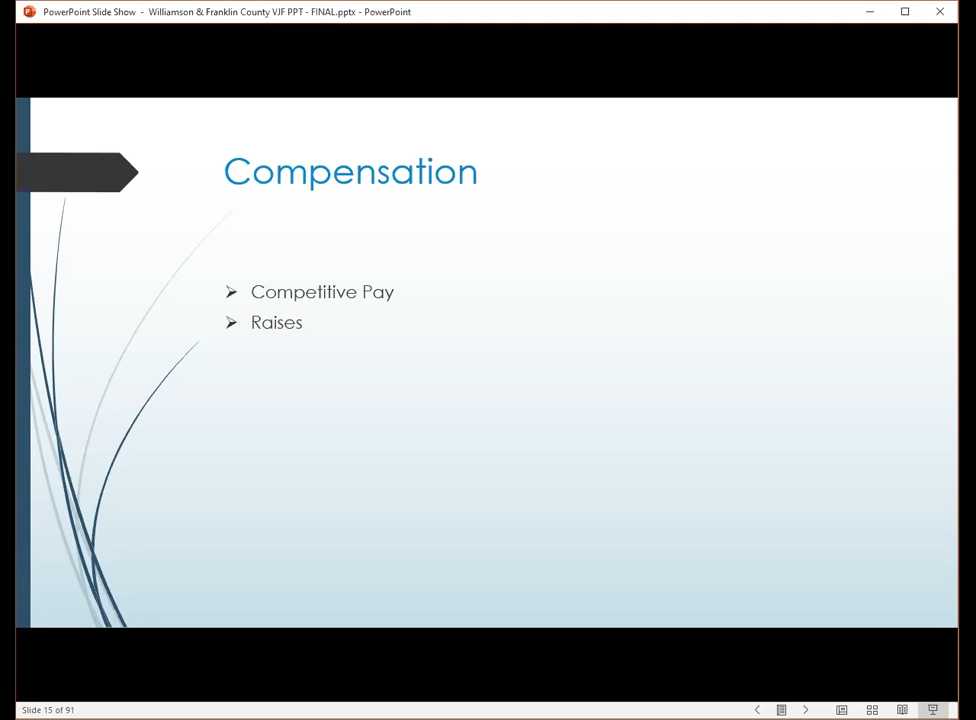 PowerPoint Slide Show - Williamson & Franklin County VJF PPT - FINAL.pptx - PowerPoint
Compensation
Competitive Pay
Raises
Slide 15 of 91